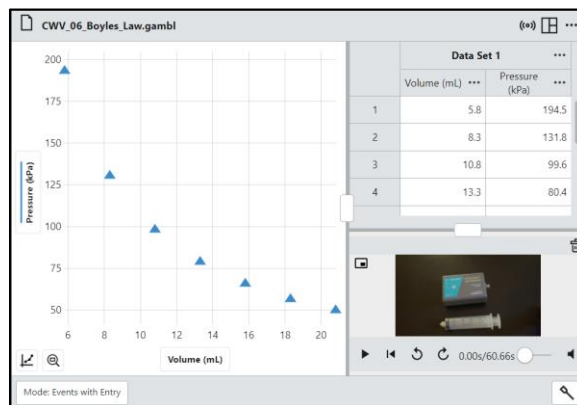 CWV_06_Boyles_Law.gambl
Data Set 1
Volume (mL)
Pressure (kPa)
1 5.8 194.5
2 8.3 131.8
3 10.8 99.6
4 13.3 80.4
200
175
150
125
100
75
50
Pressure (kPa)
6 8 10 12 14 16 18 20
Volume (mL)
0.00s/60.66s
Mode: Events with Entry